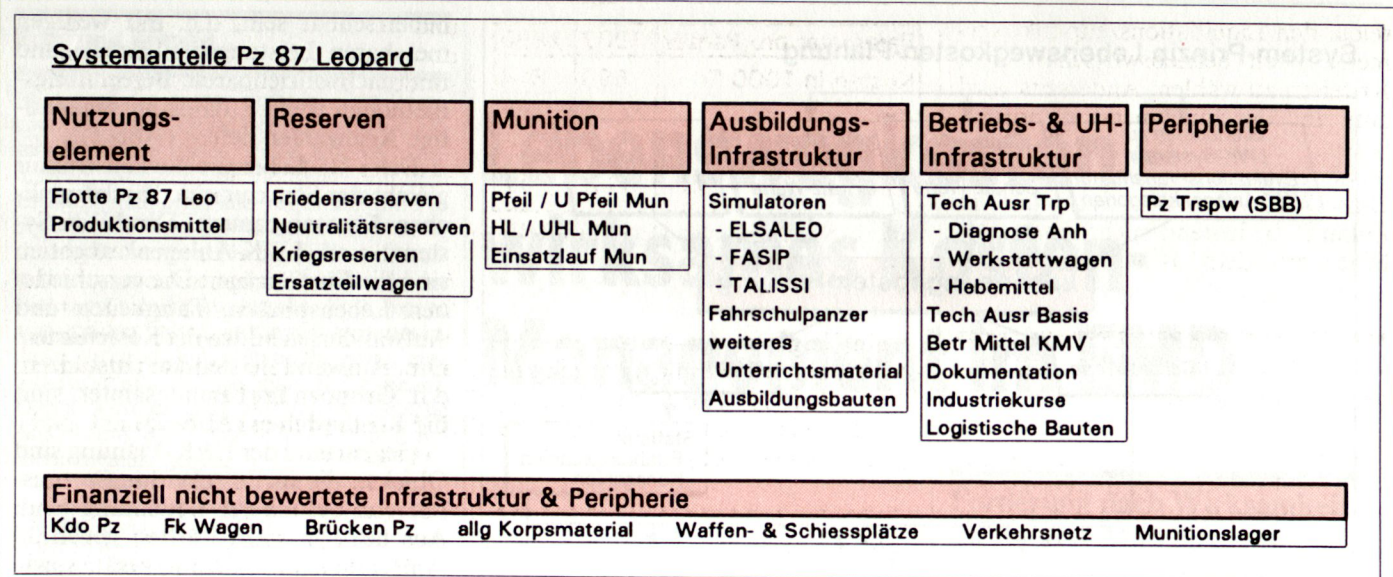 Systemanteile Pz 87 Leopard
Nutzungs-
element
Flotte Pz 87 Leo
Produktionsmittel
Reserven
Friedensreserven
Neutralitätsreserven
Kriegsreserven
Ersatzteilwagen
Munition
Pfeil / U Pfeil Mun
HL / UHL Mun
Einsatzlauf Mun
Ausbildungs-
Infrastruktur
Simulatoren
- ELSALEO
- FASIP
- TALISSI
Fahrschulpanzer
weiteres
Unterrichtsmaterial
Ausbildungsbauten
Betriebs- & UH-
Infrastruktur
Tech Ausr Trp
- Diagnose Anh
- Werkstattwagen
- Hebemittel
Tech Ausr Basis
Betr Mittel KMV
Dokumentation
Industriekurse
Logistische Bauten
Peripherie
Pz Trspw (SBB)
Finanziell nicht bewertete Infrastruktur & Peripherie
Kdo Pz Fk Wagen Brücken Pz allg Korpsmaterial Waffen- & Schiessplätze Verkehrsnetz Munitionslager